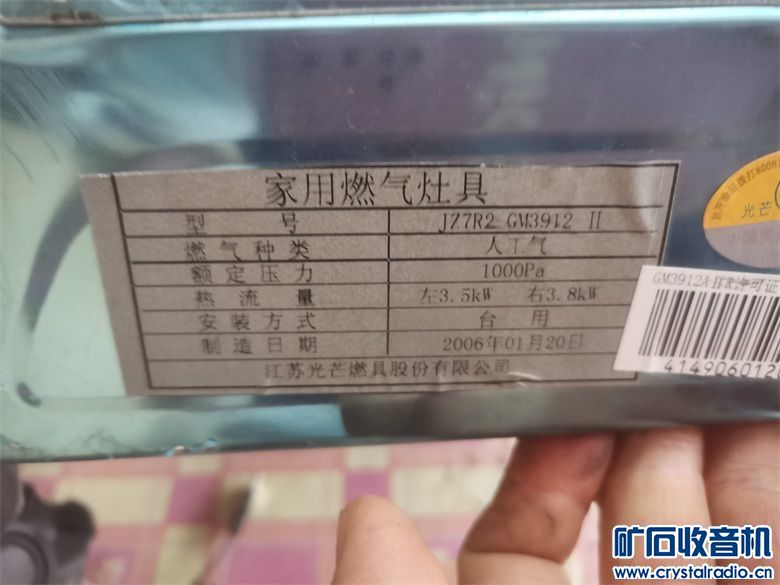 家用燃气灶具
型 号 JZ7R2 GM3912 II
燃气种类 人工气
额定压力 1000Pa
热流量 左3.5kW 右3.8kW
安装方式 台用
制造日期 2006年01月20日
江苏光芒燃具股份有限公司
光芒
4149060120
矿石收音机
www.crystalradio.cn